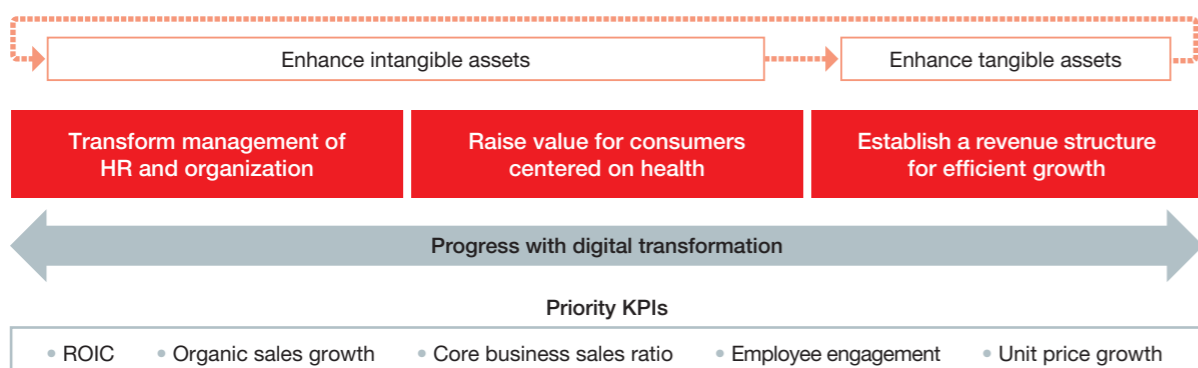 Enhance intangible assets
Enhance tangible assets
Transform management of
HR and organization
Raise value for consumers
centered on health
Establish a revenue structure
for efficient growth
Progress with digital transformation
Priority KPIs
• ROIC • Organic sales growth • Core business sales ratio • Employee engagement • Unit price growth